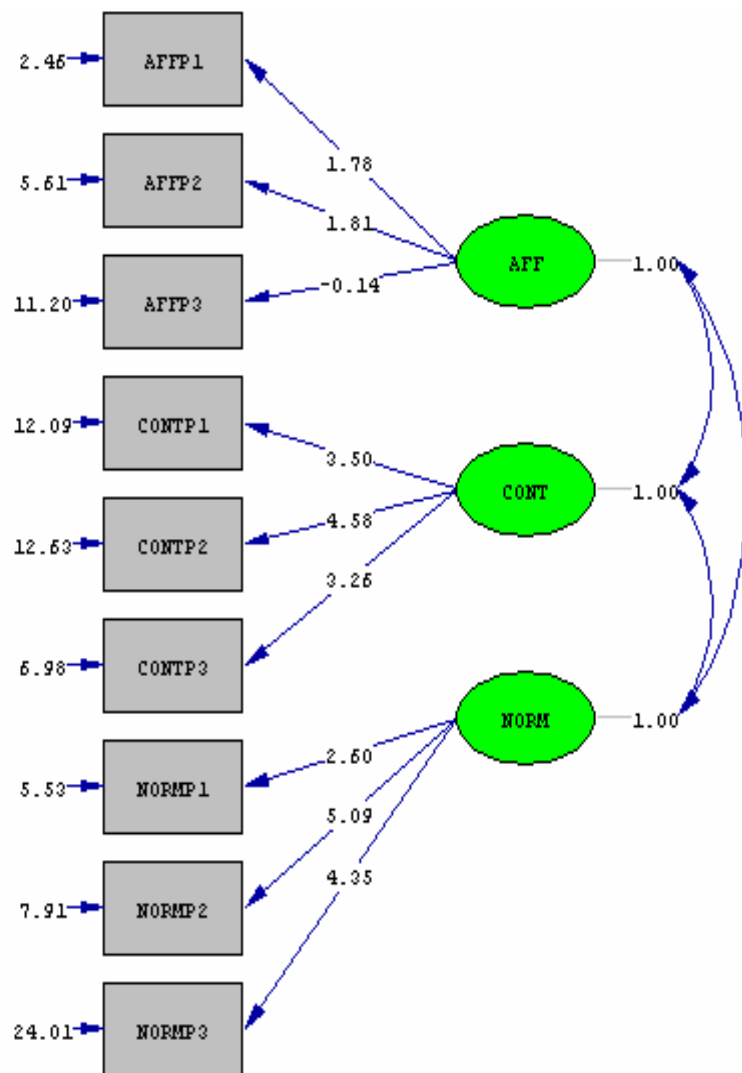 2.46 AFFP1
1.78
5.61 AFFP2
1.81
AFF 1.00
-0.14
11.20 AFFP3
12.09 CONTP1
3.50
CONT 1.00
4.58
12.63 CONTP2
3.26
6.98 CONTP3
NORM 1.00
2.60
5.53 NORMP1
5.09
4.35
7.91 NORMP2
24.01 NORMP3